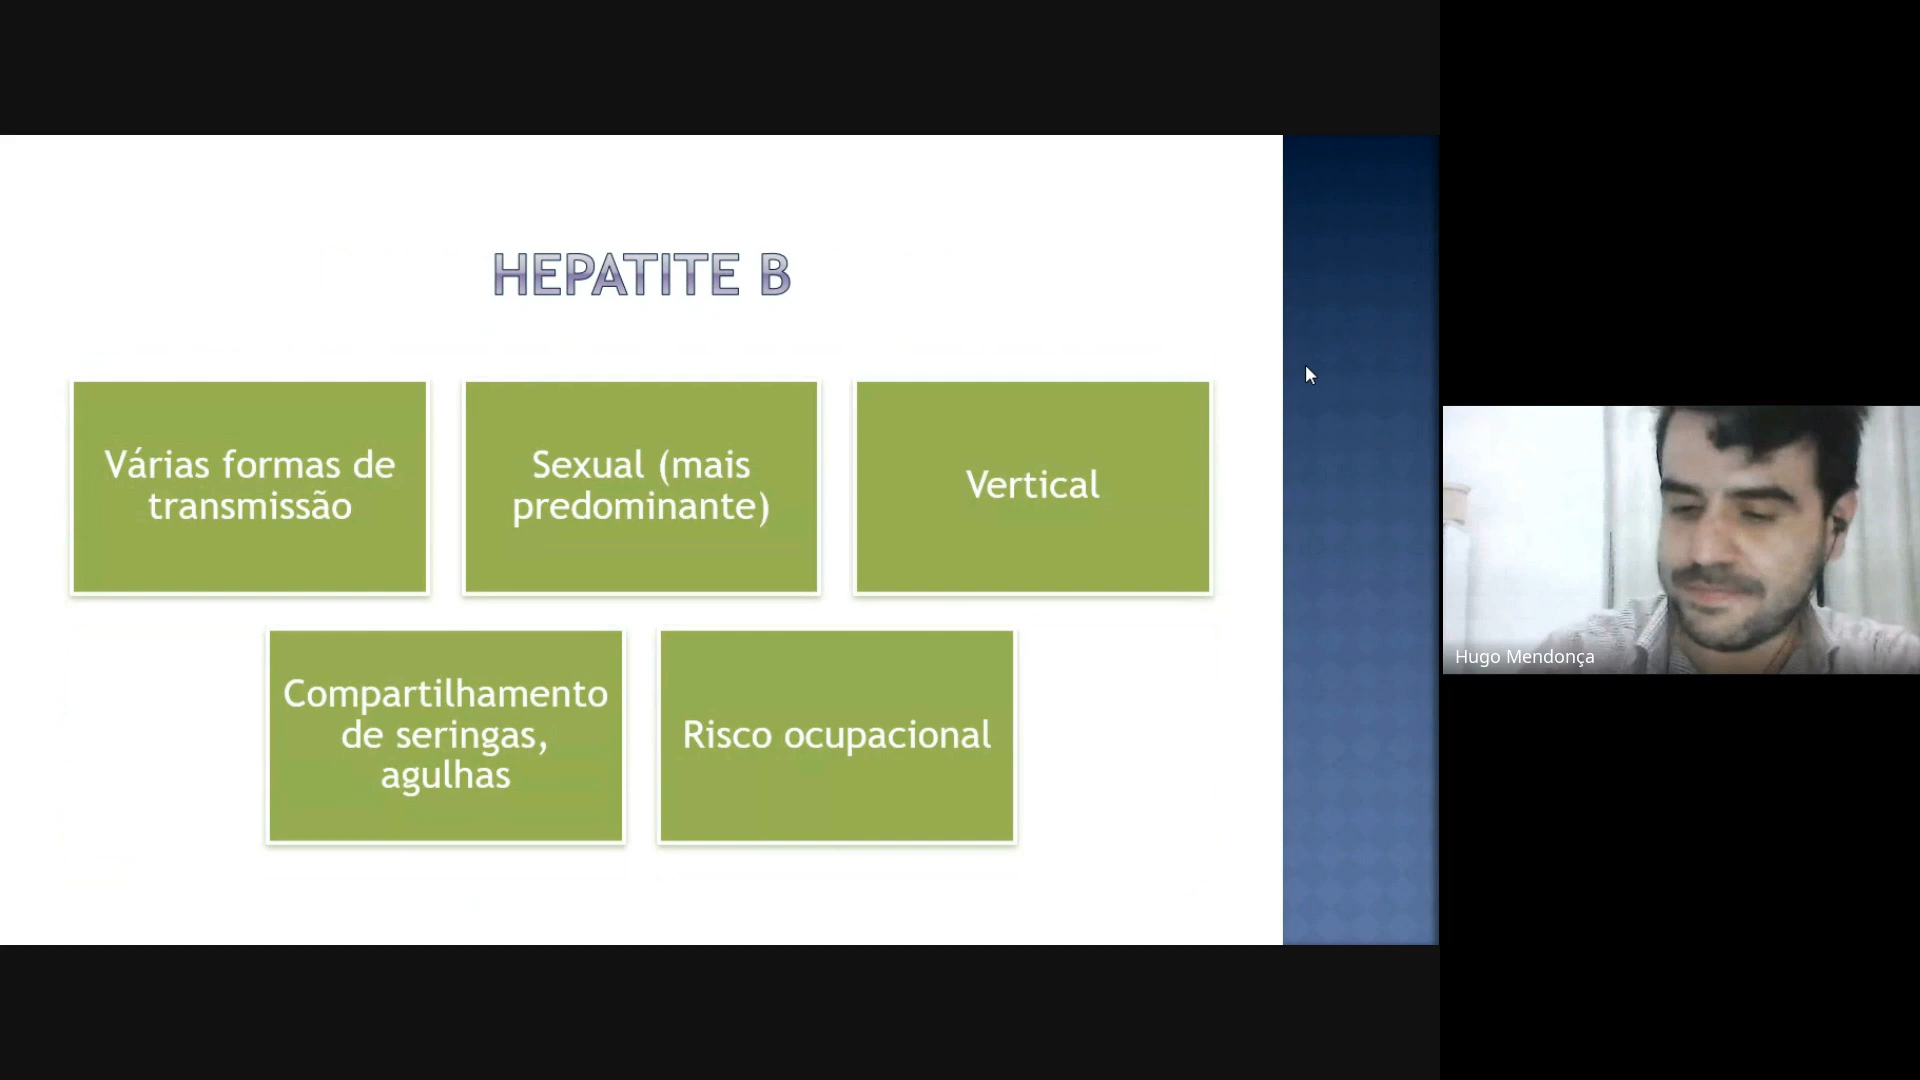 HEPATITE B
Várias formas de
transmissão
Sexual (mais
predominante)
Vertical
Compartilhamento
de seringas,
agulhas
Risco ocupacional
Hugo Mendonça